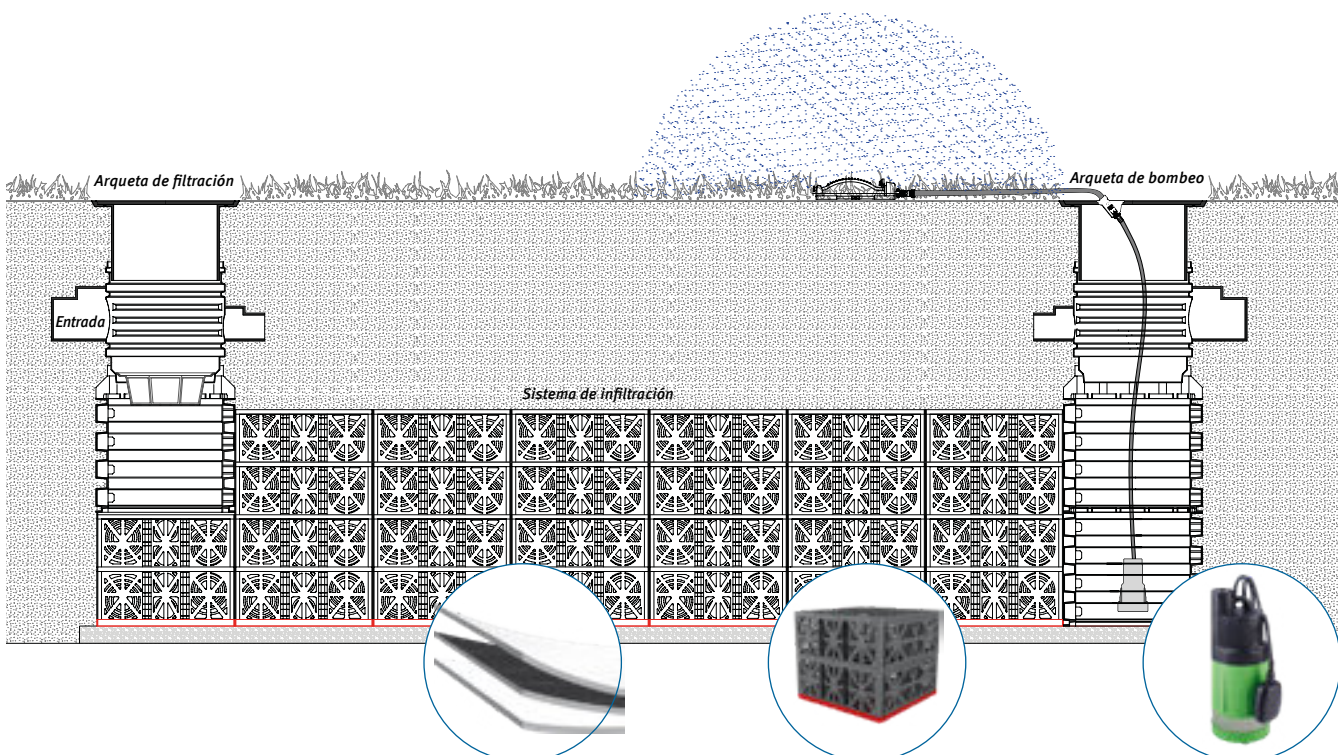 Arqueta de filtración
Arqueta de bombeo
Entrada
Sistema de infiltración